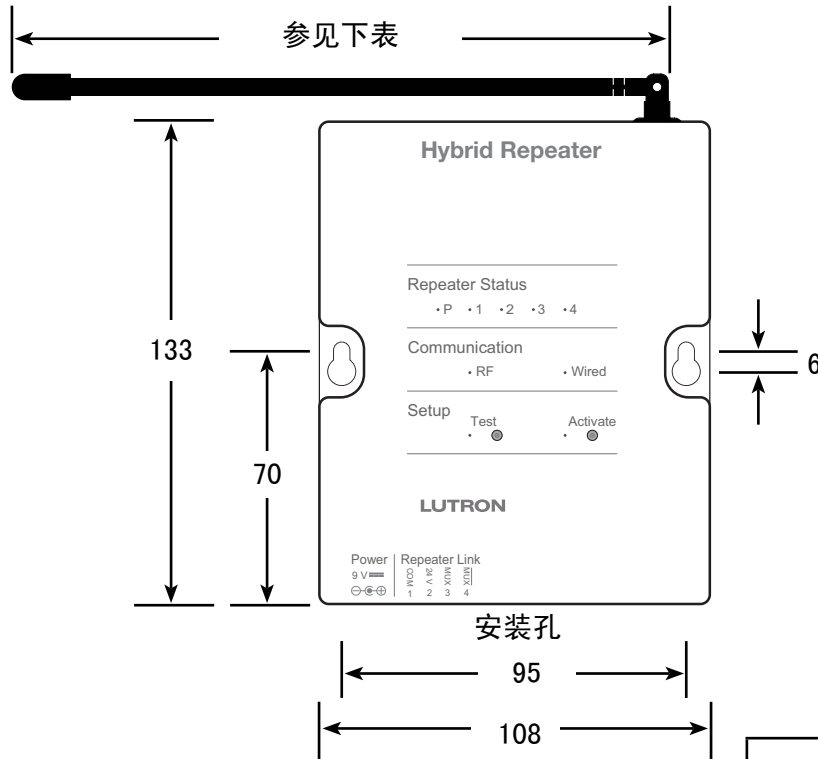 参见下表
Hybrid Repeater
Repeater Status
•P •1 •2 •3 •4
133
Communication
• RF • Wired
6
Setup
Test Activate
70
LUTRON
Power Repeater Link
9 V
COM 24 V MUX MUX
1 2 3 4
安装孔
95
108